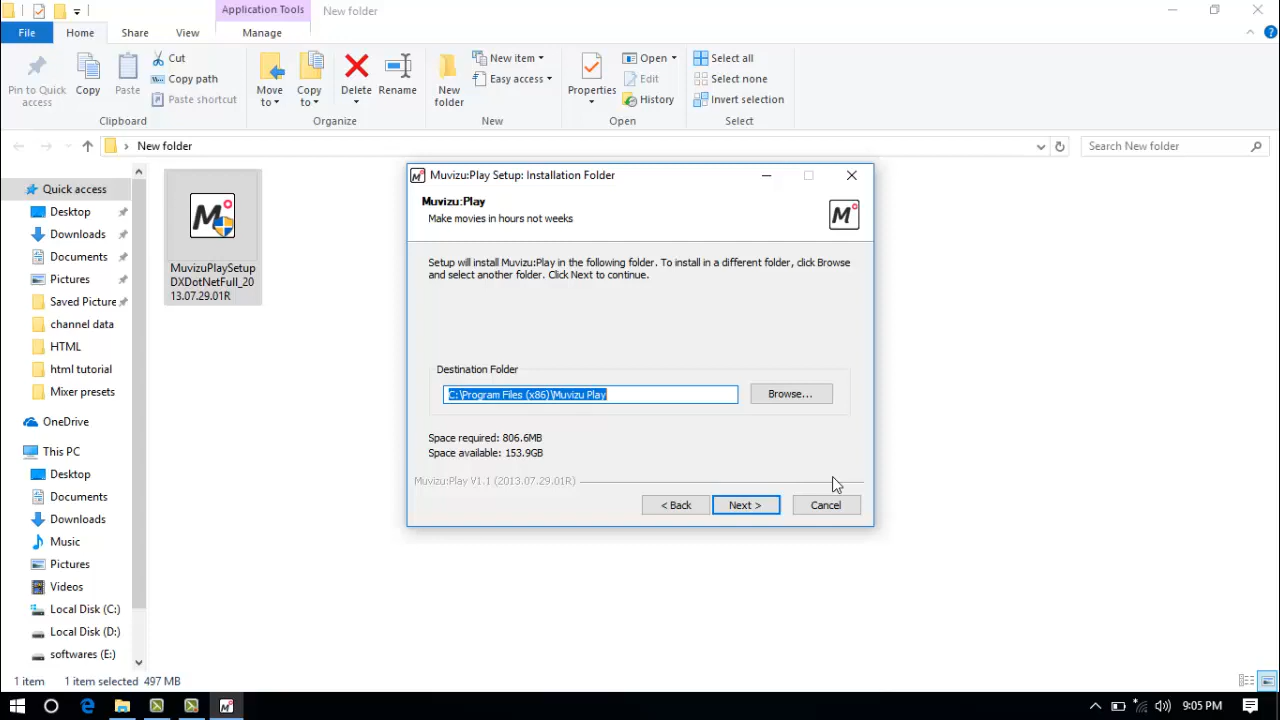 Application Tools
New folder
File
Home
Share
View
Manage
Pin to Quick
access
Copy
Paste
Cut
Copy path
Paste shortcut
Clipboard
Move
to
Copy
to
Delete
Rename
Organize
New
folder
New item
Easy access
New
Properties
Open
Edit
History
Open
Select all
Select none
Invert selection
Select
New folder
Search New folder
Quick access
Desktop
Downloads
Documents
Pictures
Saved Picture
channel data
HTML
html tutorial
Mixer presets
OneDrive
This PC
Desktop
Documents
Downloads
Music
Pictures
Videos
Local Disk (C:)
Local Disk (D:)
softwares (E:)
M
MuvizuPlaySetup
DXDotNetFull_20
13.07.29.01R
Muvizu:Play Setup: Installation Folder
Muvizu:Play
Make movies in hours not weeks
M
Setup will install Muvizu:Play in the following folder. To install in a different folder, click Browse
and select another folder. Click Next to continue.
Destination Folder
C:\Program Files (x86)\Muvizu Play
Browse...
Space required: 806.6MB
Space available: 153.9GB
Muvizu:Play V1.1 (2013.07.29.01R)
< Back
Next >
Cancel
1 item
1 item selected 497 MB
9:05 PM